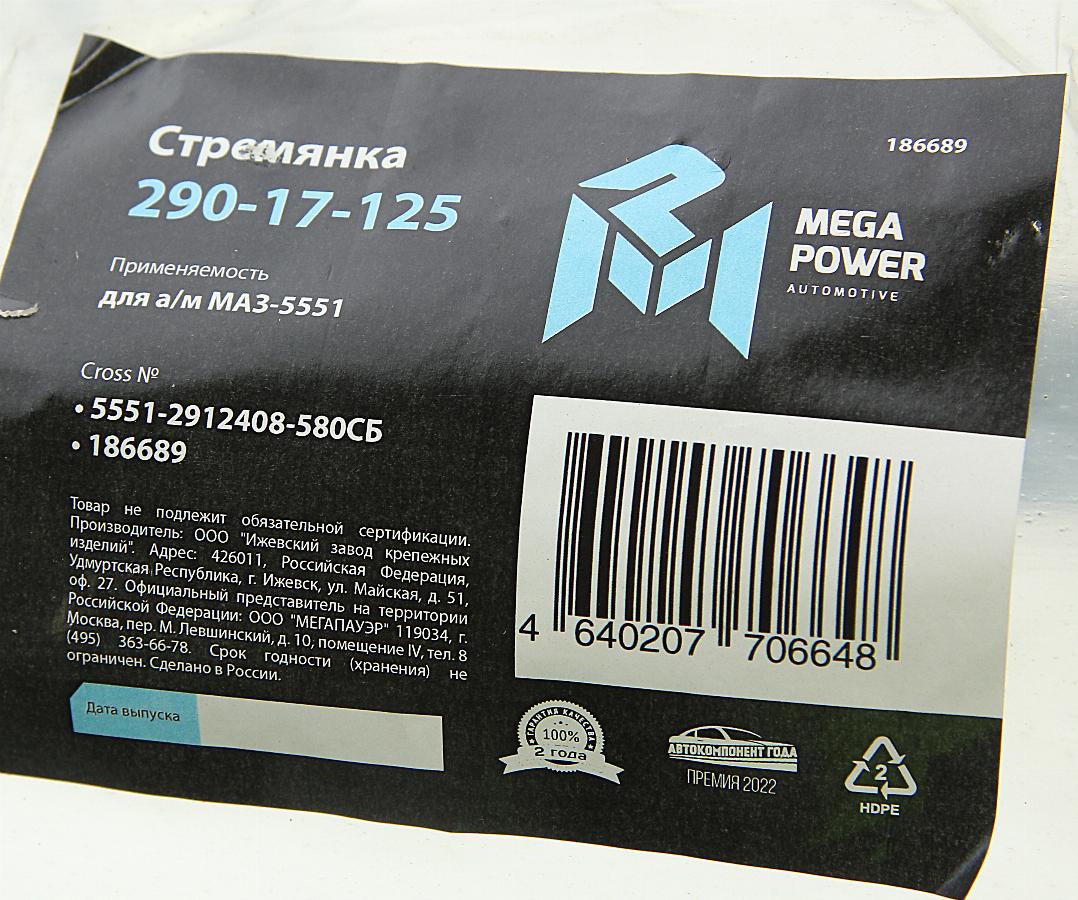 Стремянка
290-17-125
Применяемость
для а/м МАЗ-5551
Cross №
• 5551-2912408-580СБ
• 186689
Товар не подлежит обязательной сертификации.
Производитель: ООО "Ижевский завод крепежных
изделий". Адрес: 426011, Российская Федерация,
Удмуртская Республика, г. Ижевск, ул. Майская, д. 51,
оф. 27. Официальный представитель на территории
Российской Федерации: ООО "МЕГАПАУЭР" 119034, г.
Москва, пер. М. Левшинский, д. 10, помещение IV, тел. 8
(495) 363-66-78. Срок годности (хранения) не
ограничен. Сделано в России.
Дата выпуска
186689
MEGA
POWER
AUTOMOTIVE
4 640207 706648
ГАРАНТИЯ КАЧЕСТВА
100%
2 года
АВТОКОМПОНЕНТ ГОДА
ПРЕМИЯ 2022
2
HDPE